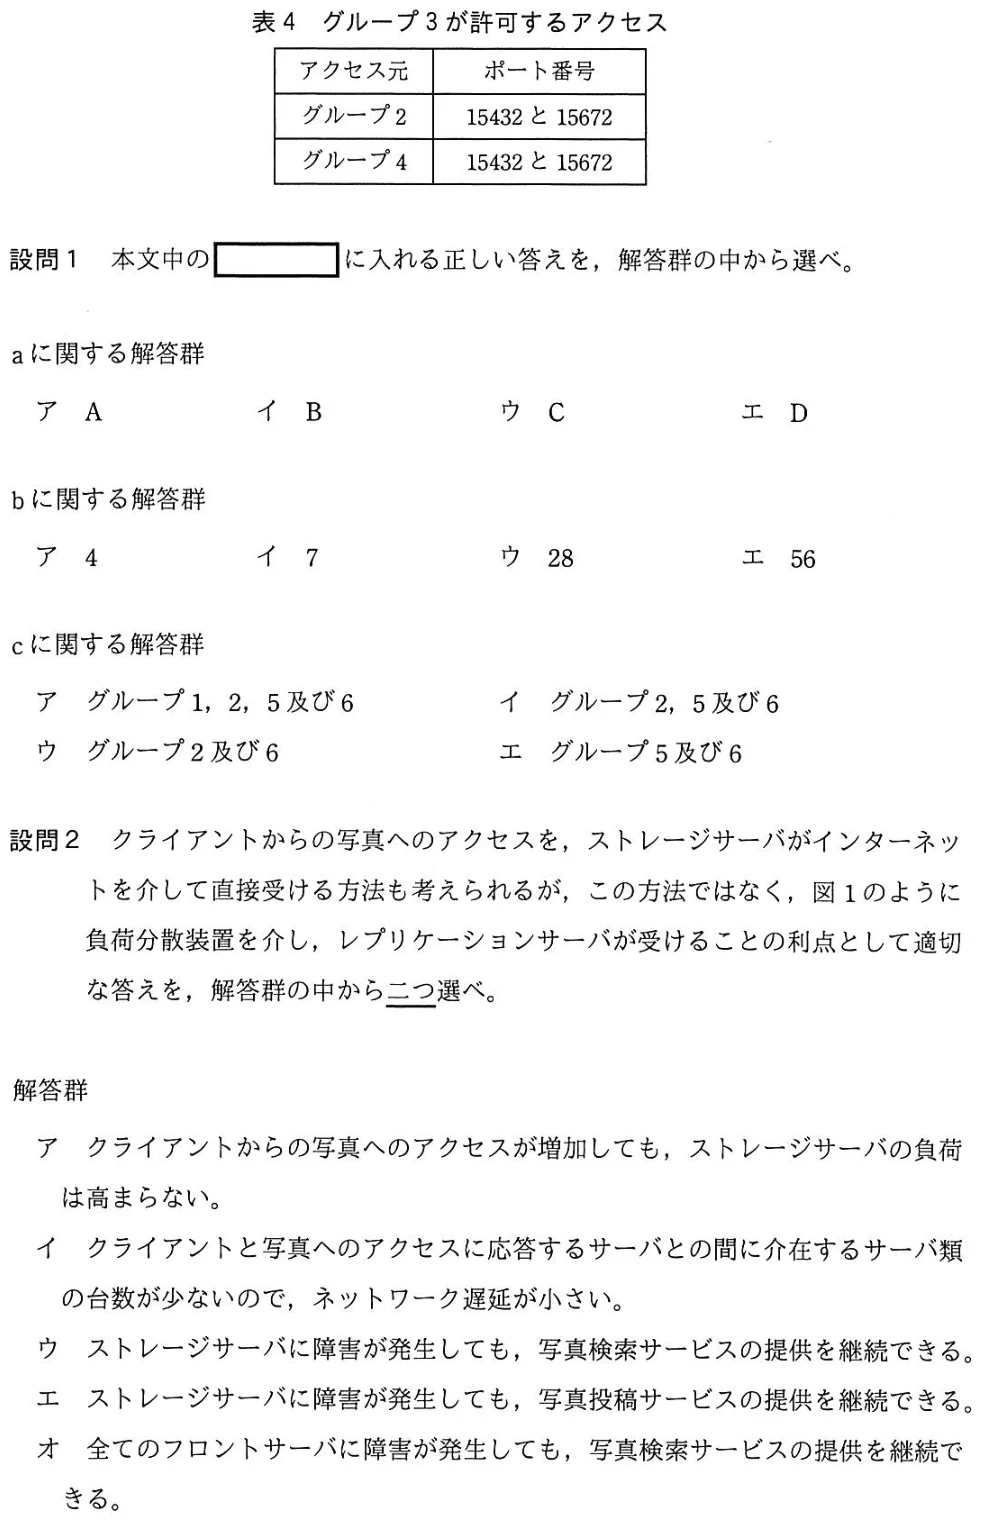 表4 グループ3が許可するアクセス
アクセス元 ポート番号
グループ2 15432と15672
グループ4 15432と15672
設問1 本文中の に入れる正しい答えを，解答群の中から選べ。
aに関する解答群
ア A イ B ウ C エ D
bに関する解答群
ア 4 イ 7 ウ 28 エ 56
cに関する解答群
ア グループ1，2，5及び6 イ グループ2，5及び6
ウ グループ2及び6 エ グループ5及び6
設問2 クライアントからの写真へのアクセスを，ストレージサーバがインターネッ
トを介して直接受ける方法も考えられるが，この方法ではなく，図1のように
負荷分散装置を介し，レプリケーションサーバが受けることの利点として適切
な答えを，解答群の中から二つ選べ。
解答群
ア クライアントからの写真へのアクセスが増加しても，ストレージサーバの負荷
は高まらない。
イ クライアントと写真へのアクセスに応答するサーバとの間に介在するサーバ類
の台数が少ないので，ネットワーク遅延が小さい。
ウ ストレージサーバに障害が発生しても，写真検索サービスの提供を継続できる。
エ ストレージサーバに障害が発生しても，写真投稿サービスの提供を継続できる。
オ 全てのフロントサーバに障害が発生しても，写真検索サービスの提供を継続で
きる。